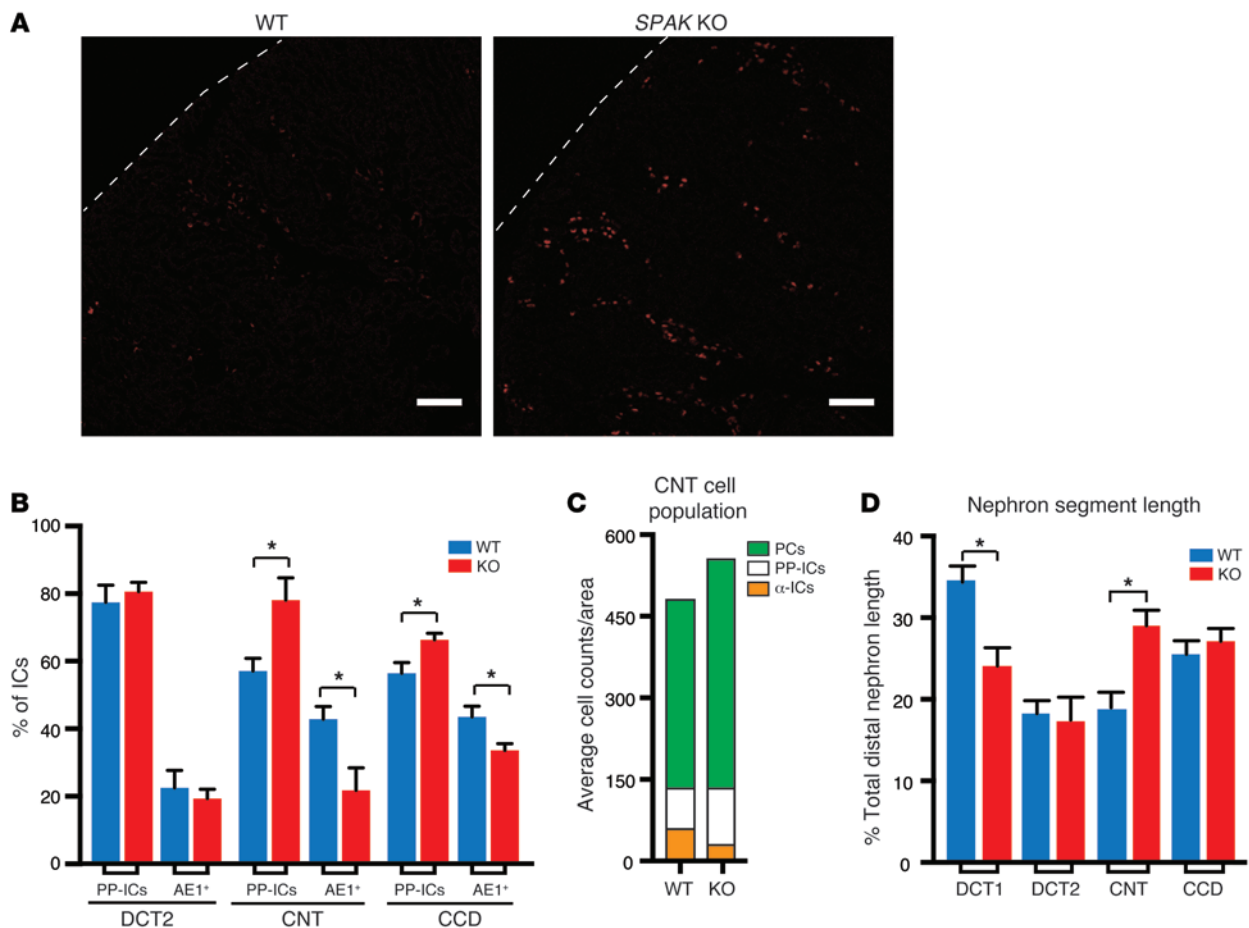 A
WT
SPAK KO
B
100
80
60
40
20
0
% of ICs
WT
KO
*
*
*
*
PP-ICs AE1⁺ PP-ICs AE1⁺ PP-ICs AE1⁺
DCT2 CNT CCD
C
CNT cell
population
600
450
300
150
0
Average cell counts/area
PCs
PP-ICs
α-ICs
WT KO
D
Nephron segment length
40
30
20
10
0
% Total distal nephron length
WT
KO
*
*
DCT1 DCT2 CNT CCD